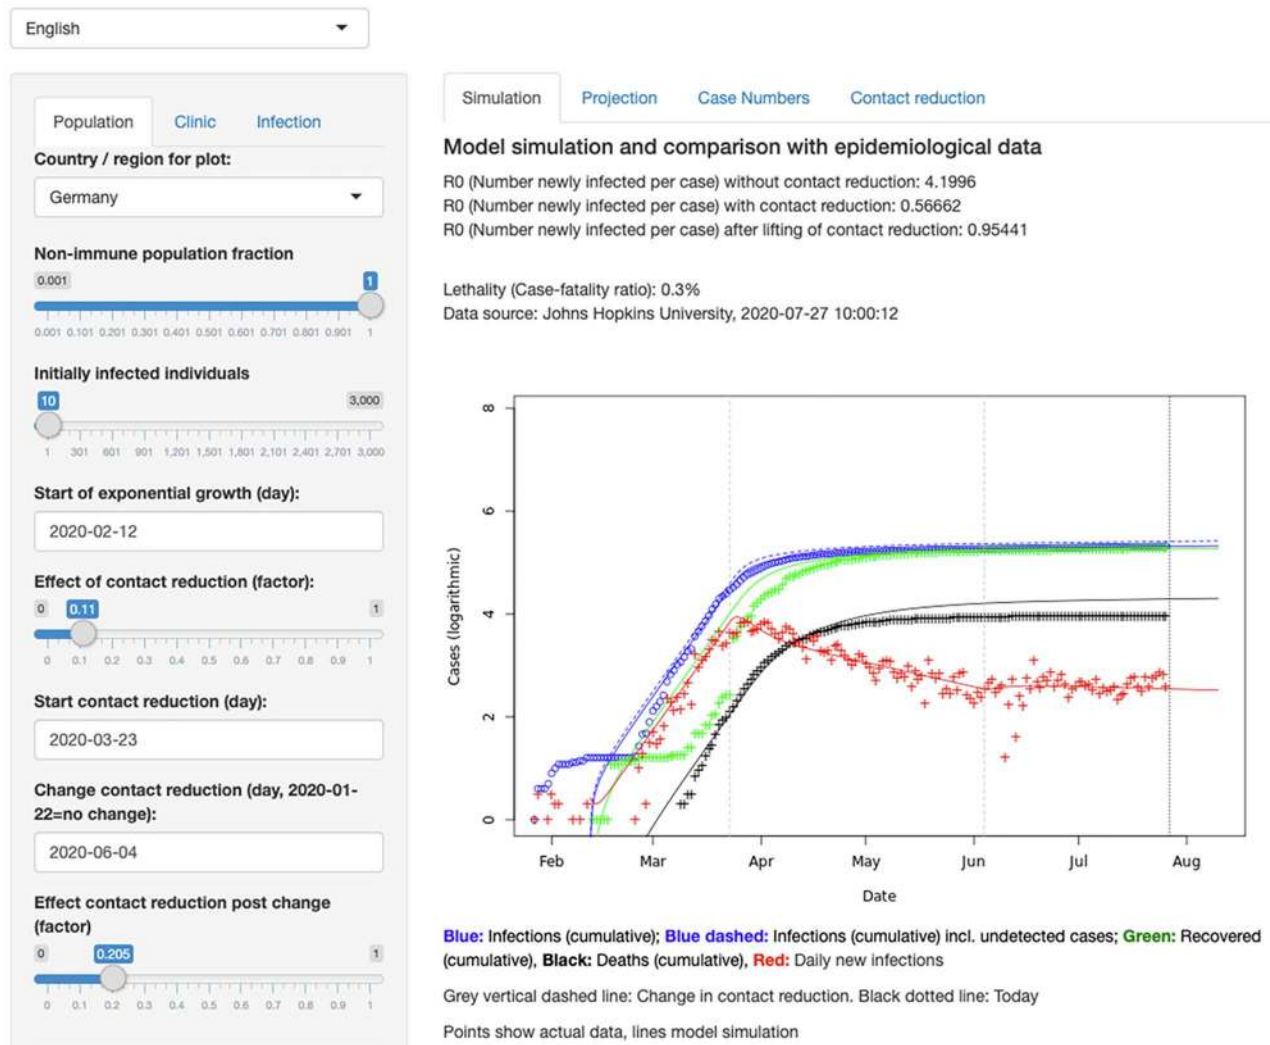 English
Population Clinic Infection
Country / region for plot:
Germany
Non-immune population fraction
0.001 1
0.001 0.101 0.201 0.301 0.401 0.501 0.601 0.701 0.801 0.901 1
Initially infected individuals
10 3,000
1 301 601 901 1,201 1,501 1,801 2,101 2,401 2,701 3,000
Start of exponential growth (day):
2020-02-12
Effect of contact reduction (factor):
0 0.11 1
0 0.1 0.2 0.3 0.4 0.5 0.6 0.7 0.8 0.9 1
Start contact reduction (day):
2020-03-23
Change contact reduction (day, 2020-01-
22=no change):
2020-06-04
Effect contact reduction post change
(factor)
0 0.205 1
0 0.1 0.2 0.3 0.4 0.5 0.6 0.7 0.8 0.9 1
Simulation Projection Case Numbers Contact reduction
Model simulation and comparison with epidemiological data
R0 (Number newly infected per case) without contact reduction: 4.1996
R0 (Number newly infected per case) with contact reduction: 0.56662
R0 (Number newly infected per case) after lifting of contact reduction: 0.95441
Lethality (Case-fatality ratio): 0.3%
Data source: Johns Hopkins University, 2020-07-27 10:00:12
Cases (logarithmic)
8
6
4
2
0
Feb Mar Apr May Jun Jul Aug
Date
Blue: Infections (cumulative); Blue dashed: Infections (cumulative) incl. undetected cases; Green: Recovered
(cumulative), Black: Deaths (cumulative), Red: Daily new infections
Grey vertical dashed line: Change in contact reduction. Black dotted line: Today
Points show actual data, lines model simulation